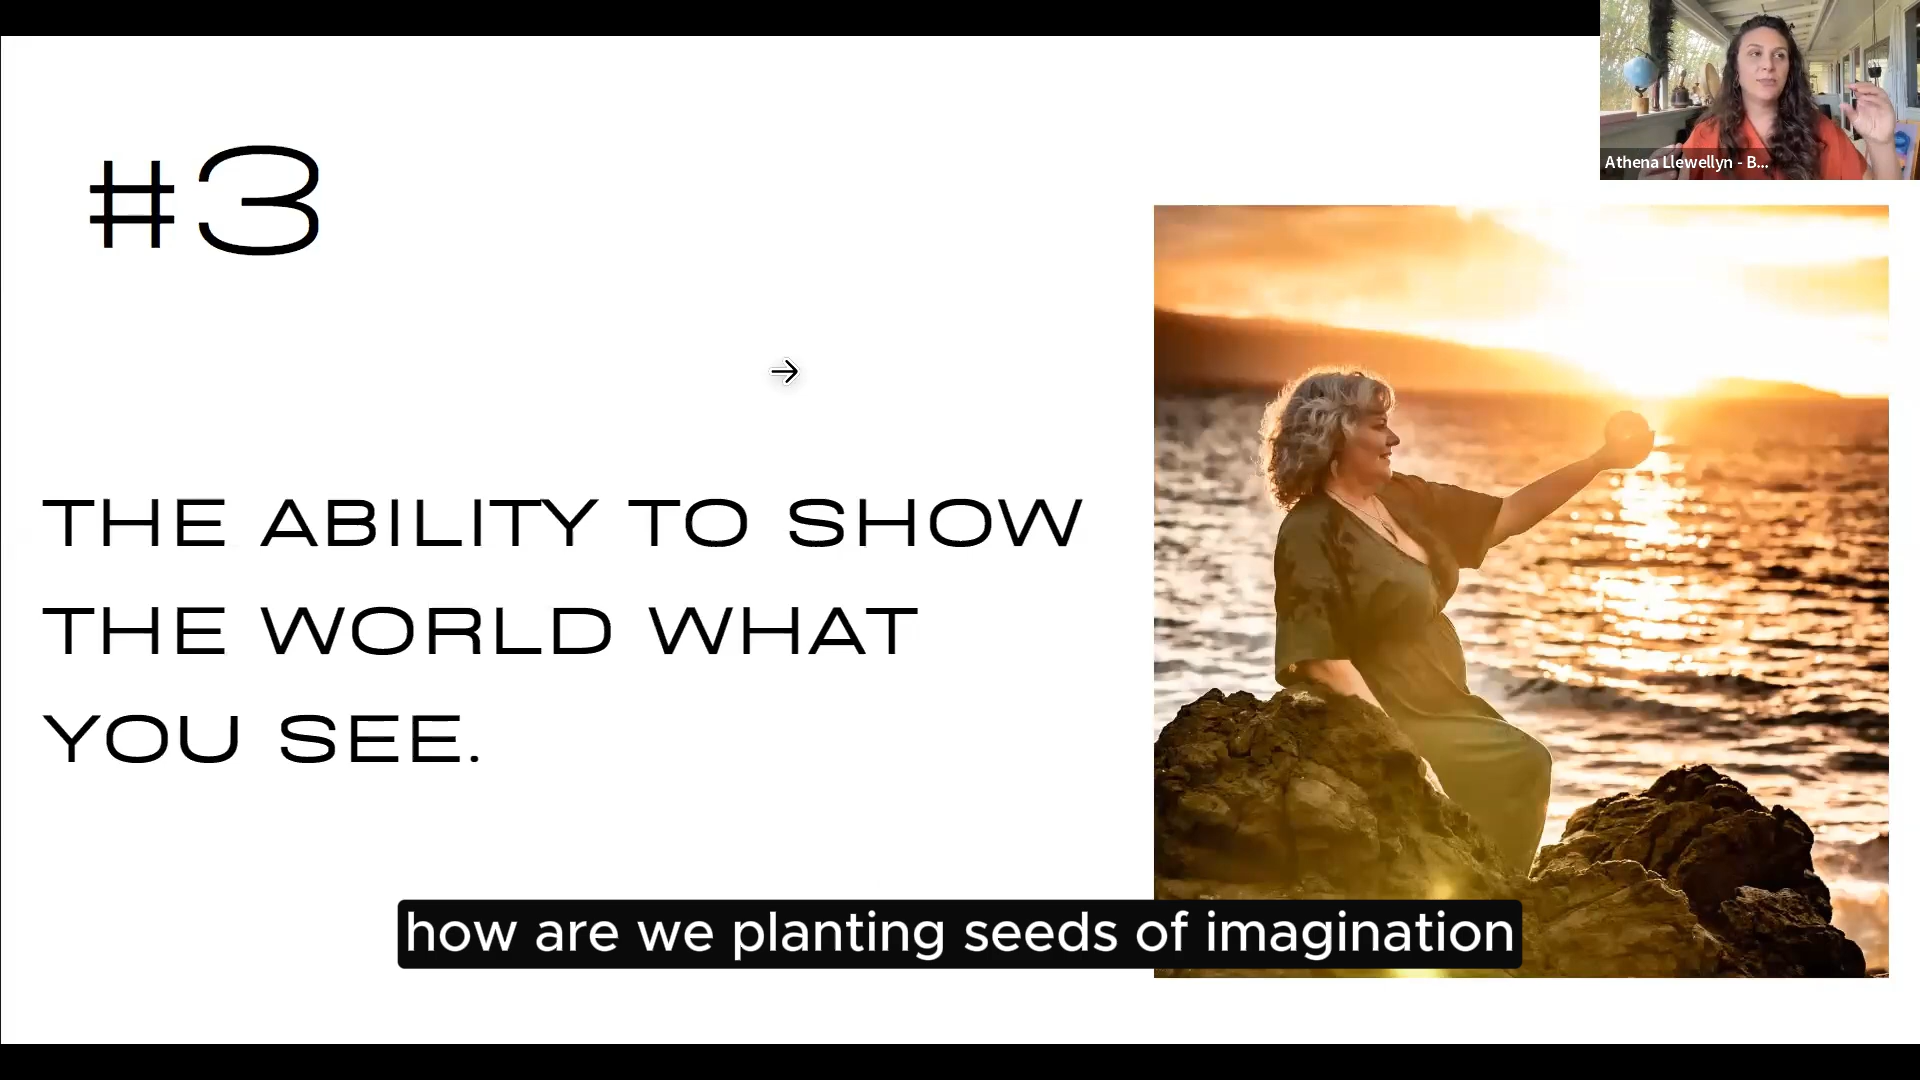 Athena Llewellyn - B...
#3
THE ABILITY TO SHOW
THE WORLD WHAT
YOU SEE.
how are we planting seeds of imagination